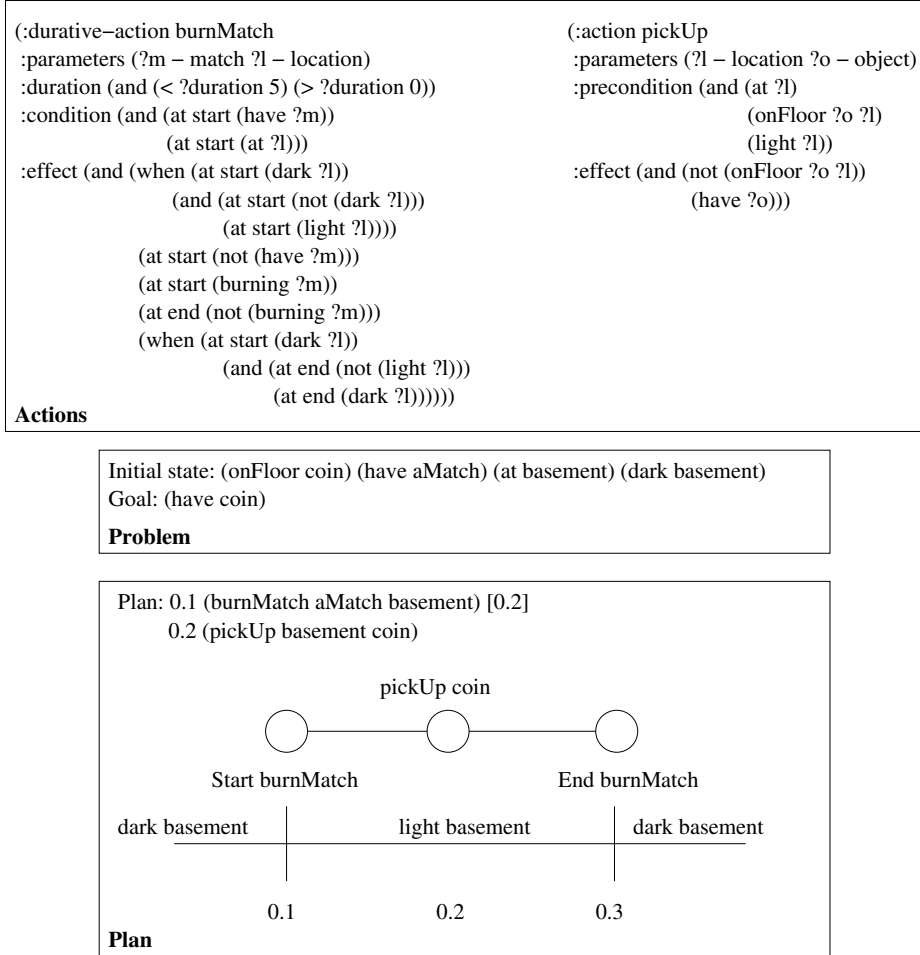 (:durative−action burnMatch
:parameters (?m − match ?l − location)
:duration (and (< ?duration 5) (> ?duration 0))
:condition (and (at start (have ?m))
(at start (at ?l)))
:effect (and (when (at start (dark ?l))
(and (at start (not (dark ?l)))
(at start (light ?l))))
(at start (not (have ?m)))
(at start (burning ?m))
(at end (not (burning ?m)))
(when (at start (dark ?l))
(and (at end (not (light ?l)))
(at end (dark ?l))))))
(:action pickUp
:parameters (?l − location ?o − object)
:precondition (and (at ?l)
(onFloor ?o ?l)
(light ?l))
:effect (and (not (onFloor ?o ?l))
(have ?o)))
Actions
Initial state: (onFloor coin) (have aMatch) (at basement) (dark basement)
Goal: (have coin)
Problem
Plan: 0.1 (burnMatch aMatch basement) [0.2]
0.2 (pickUp basement coin)
pickUp coin
Start burnMatch End burnMatch
dark basement light basement dark basement
0.1 0.2 0.3
Plan